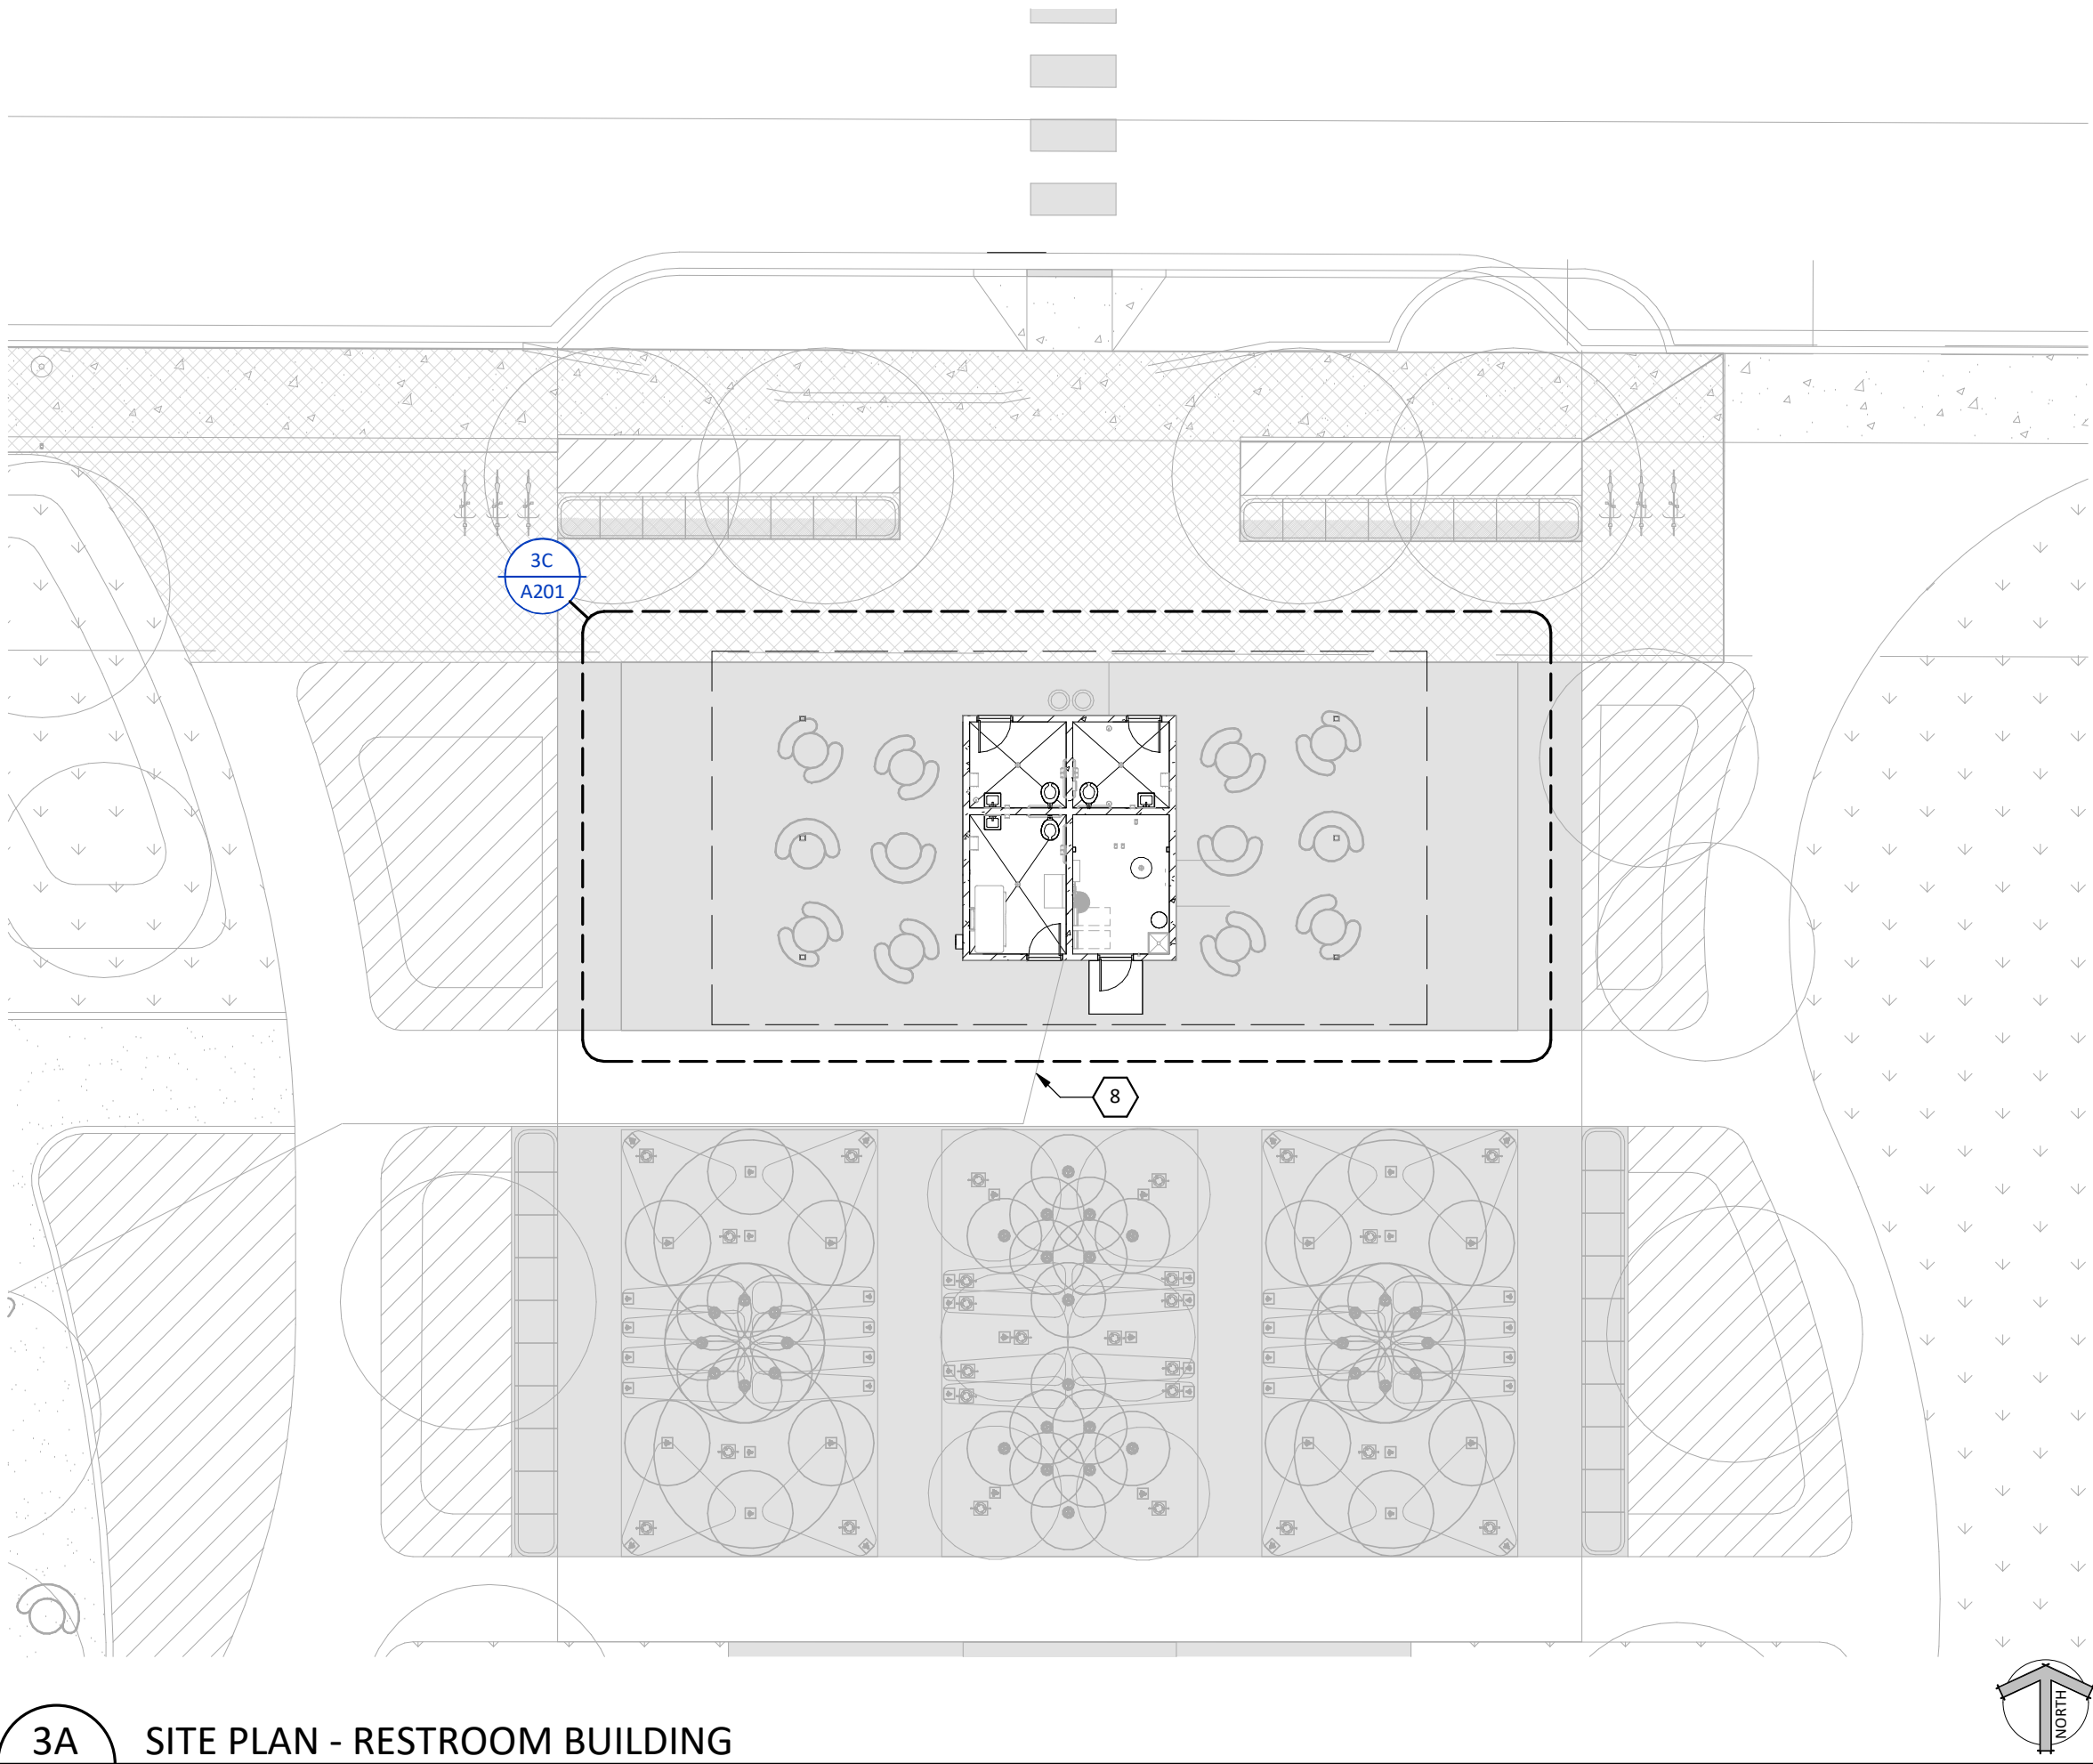 3C
A201
8
NORTH
3A
SITE PLAN - RESTROOM BUILDING